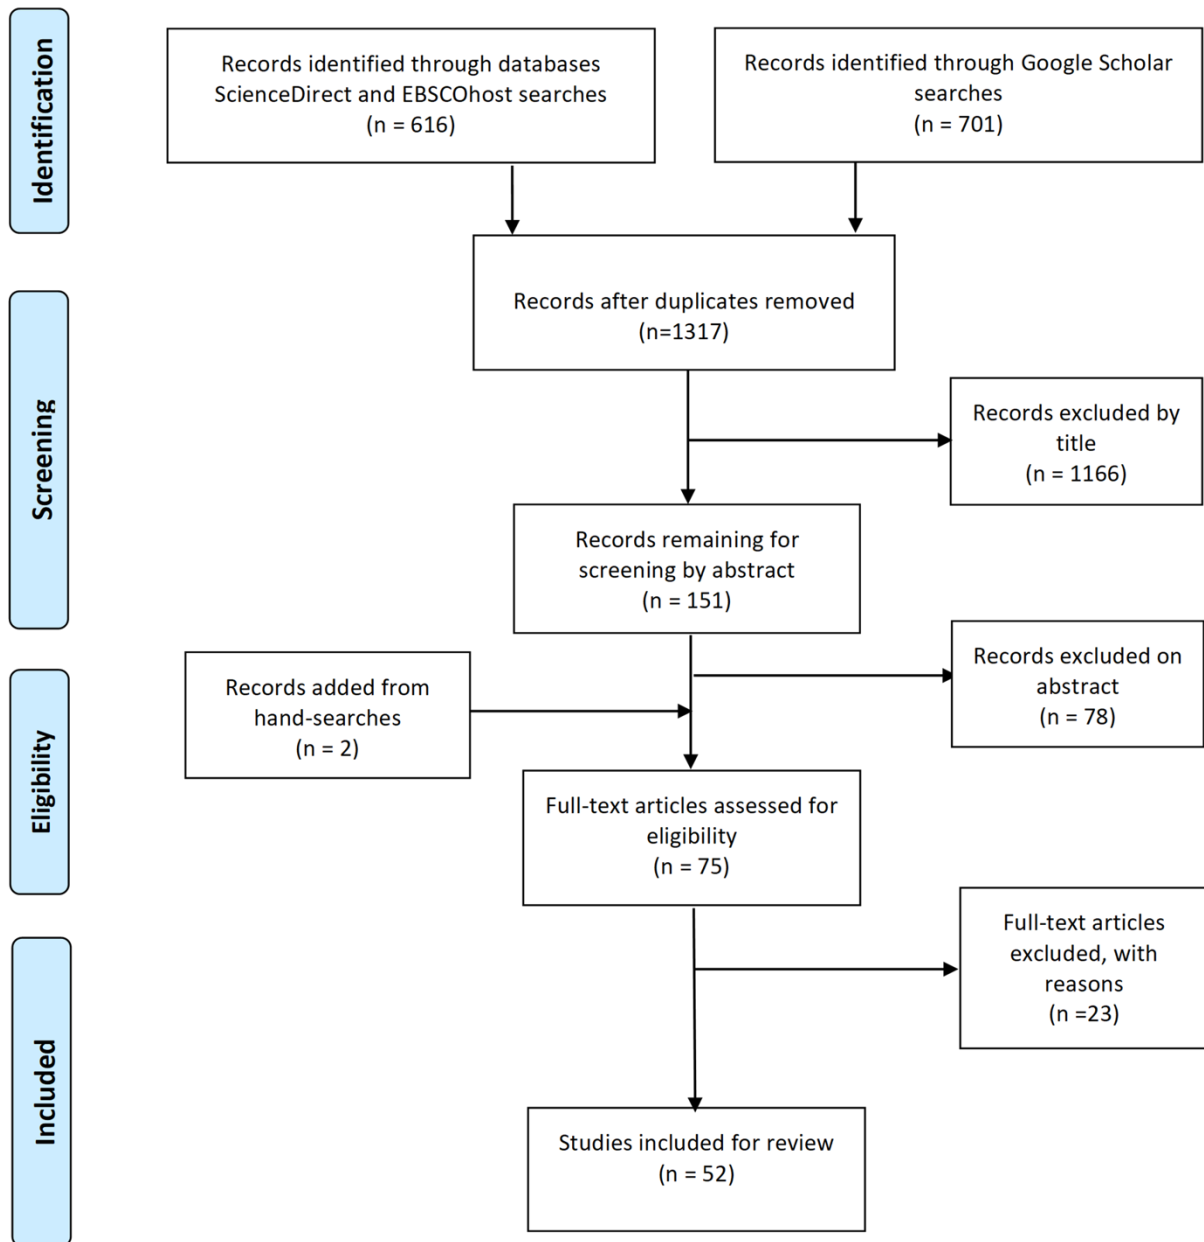 Identification
Records identified through databases
ScienceDirect and EBSCOhost searches
(n = 616)
Records identified through Google Scholar
searches
(n = 701)
Records after duplicates removed
(n=1317)
Screening
Records excluded by
title
(n = 1166)
Records remaining for
screening by abstract
(n = 151)
Records excluded on
abstract
(n = 78)
Eligibility
Records added from
hand-searches
(n = 2)
Full-text articles assessed for
eligibility
(n = 75)
Full-text articles
excluded, with
reasons
(n =23)
Included
Studies included for review
(n = 52)